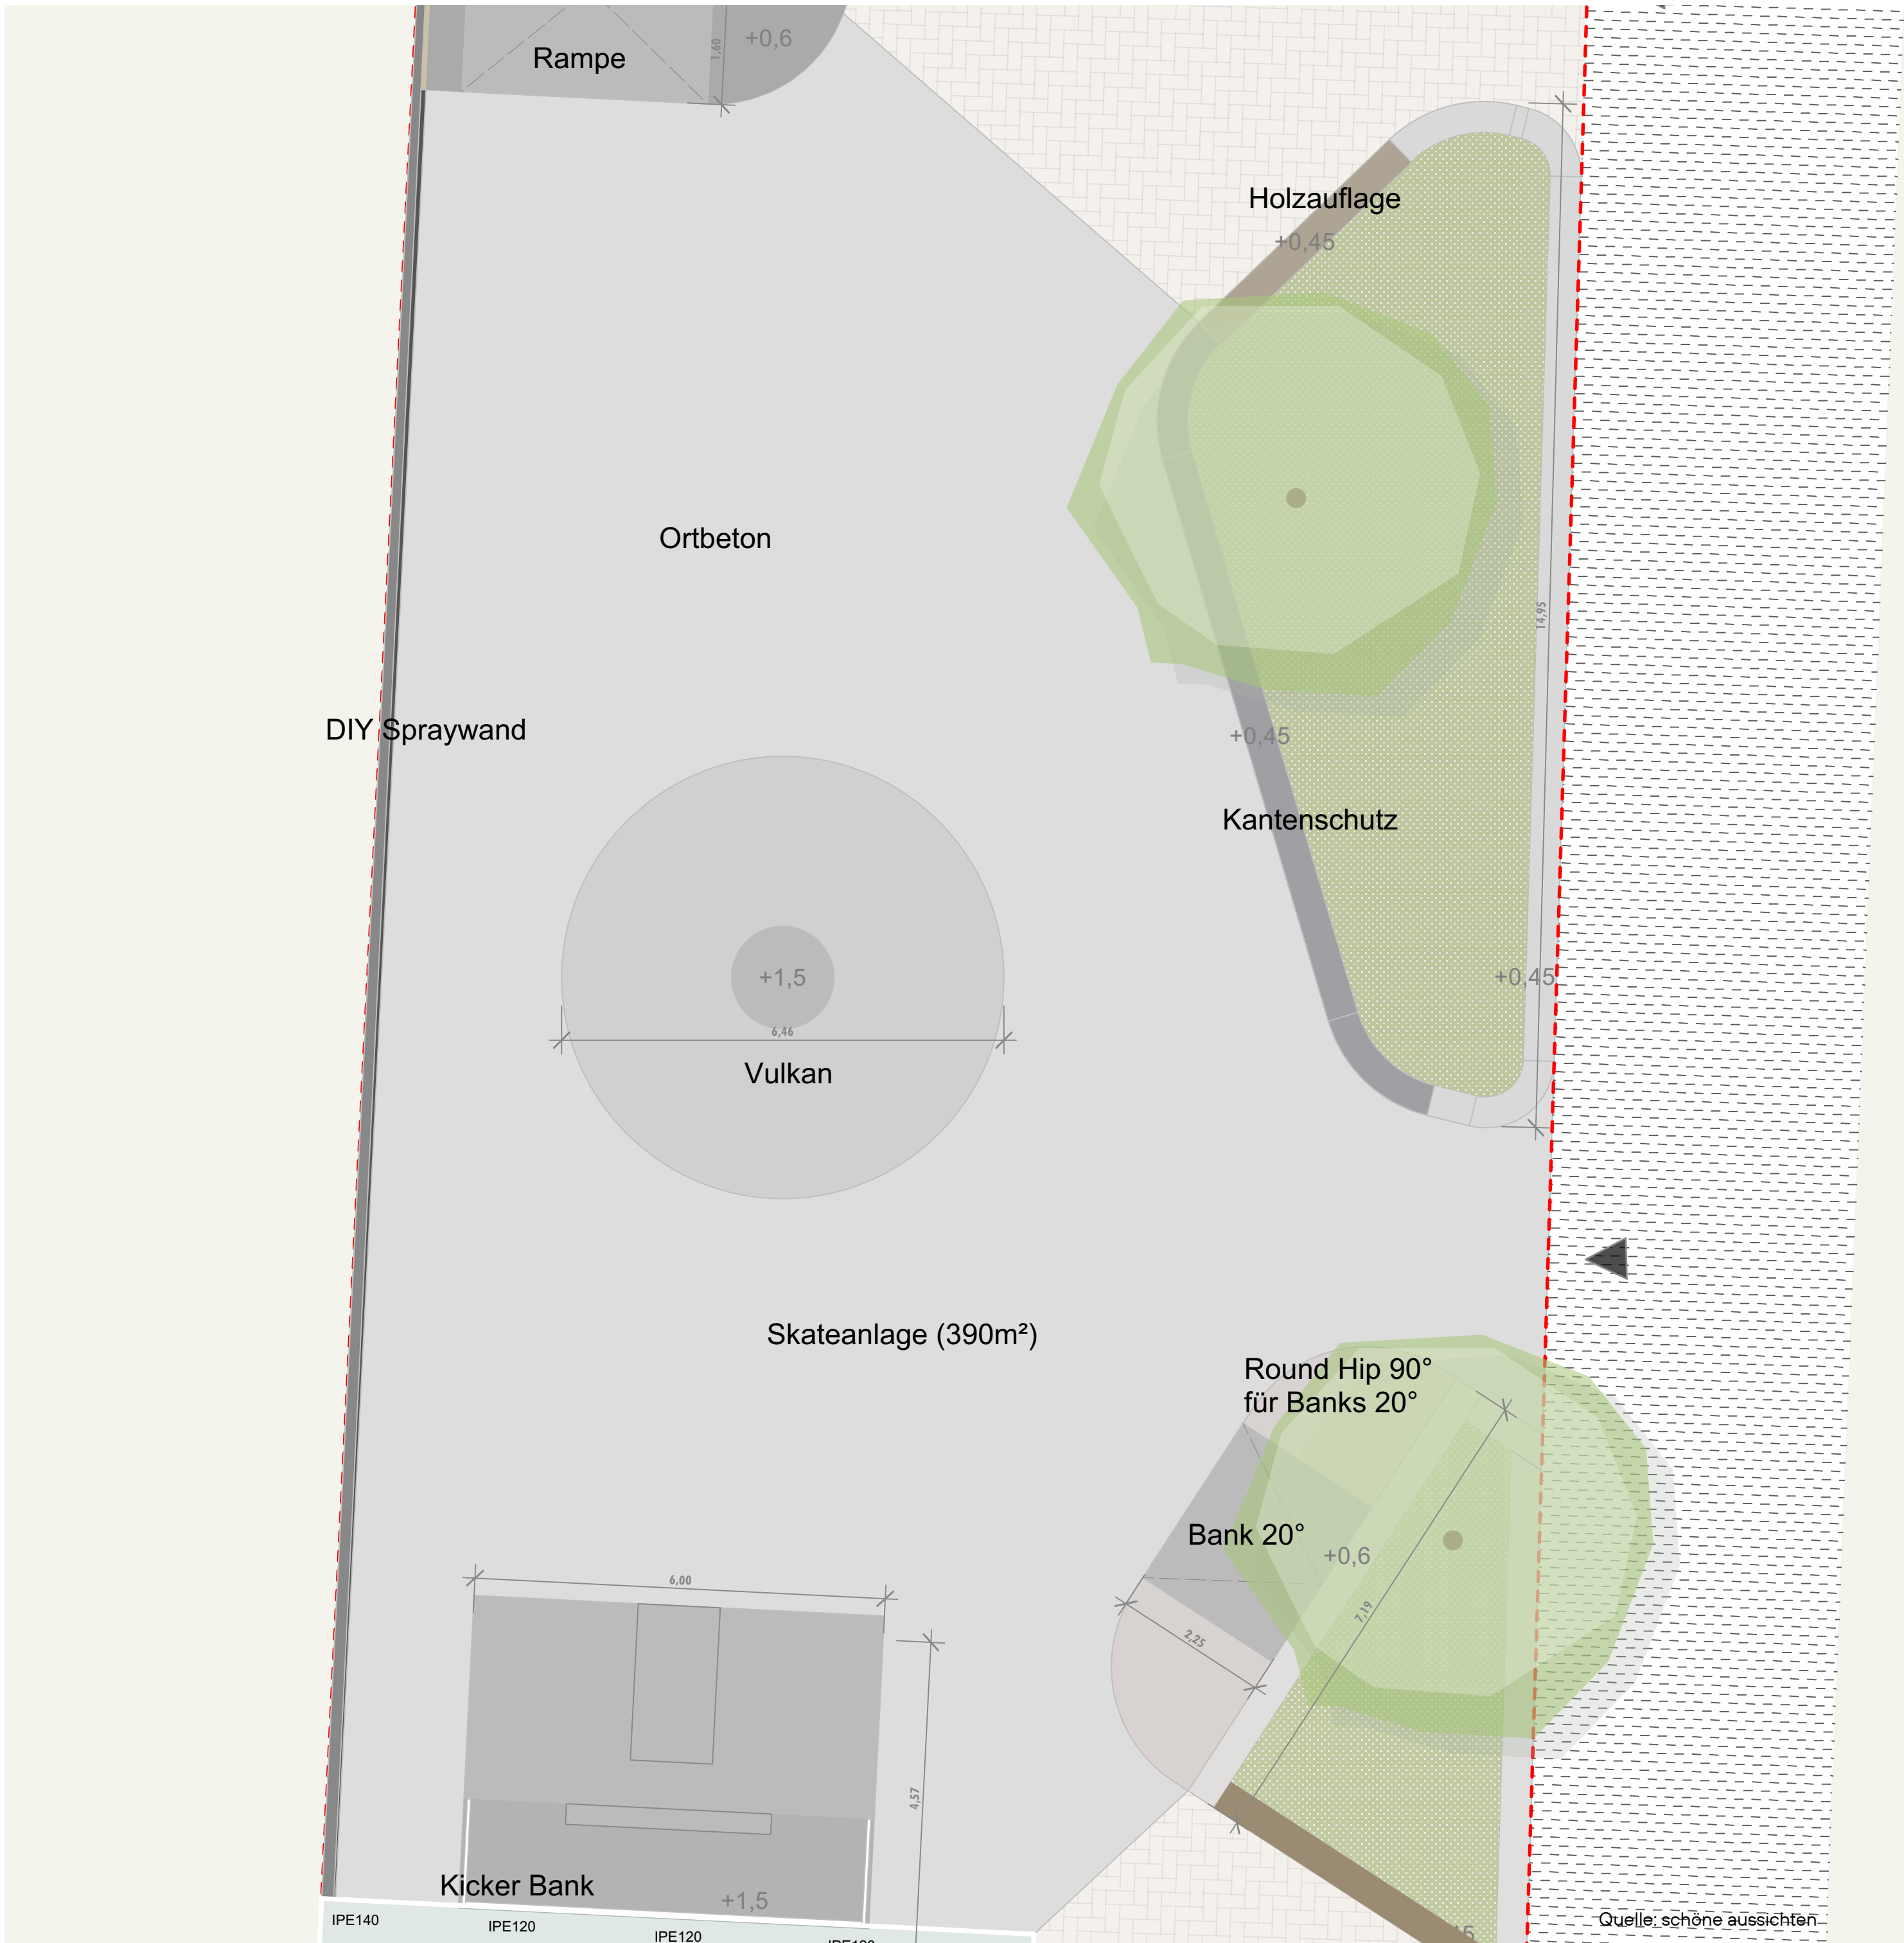 Rampe
1,60
+0,6
Holzauflage
+0,45
Ortbeton
14,95
DIY Spraywand
+0,45
Kantenschutz
+1,5
+0,45
6,46
Vulkan
Skateanlage (390m²)
Round Hip 90°
für Banks 20°
Bank 20°
+0,6
6,00
7,19
2,25
4,57
Kicker Bank
+1,5
IPE140
IPE120
IPE120
Quelle: schöne aussichten